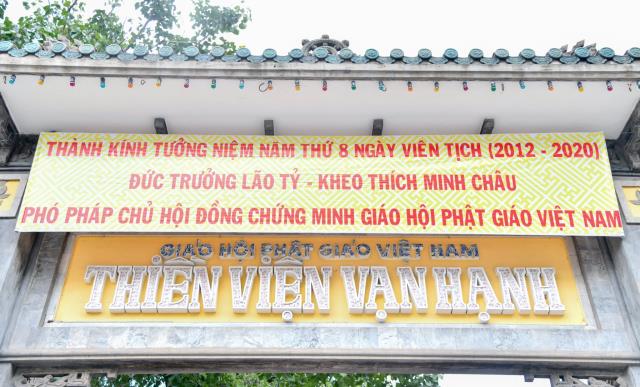 THÀNH KÍNH TƯỞNG NIỆM NĂM THỨ 8 NGÀY VIÊN TỊCH (2012 - 2020)
ĐỨC TRƯỞNG LÃO TỶ - KHEO THÍCH MINH CHÂU
PHÓ PHÁP CHỦ HỘI ĐỒNG CHỨNG MINH GIÁO HỘI PHẬT GIÁO VIỆT NAM
GIÁO HỘI PHẬT GIÁO VIỆT NAM
THIỀN VIỆN VẠN HẠNH